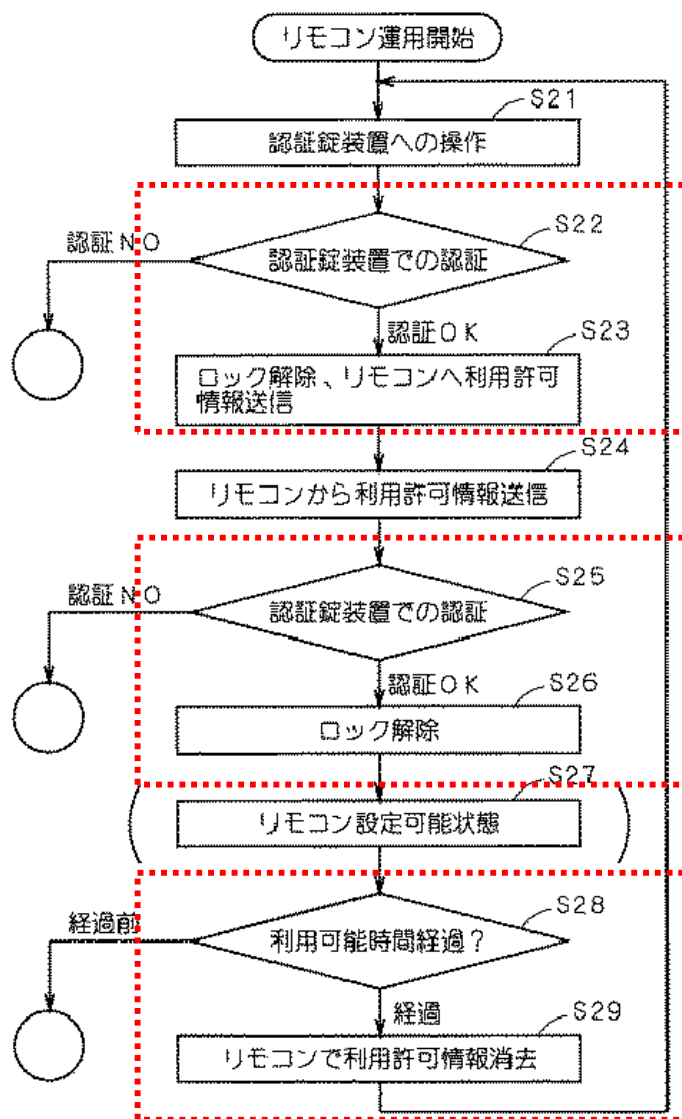 リモコン運用開始
S21
認証錠装置への操作
S22
認証NO
認証錠装置での認証
認証OK
S23
ロック解除、リモコンへ利用許可
情報送信
S24
リモコンから利用許可情報送信
S25
認証NO
認証錠装置での認証
認証OK
S26
ロック解除
S27
リモコン設定可能状態
S28
経過前
利用可能時間経過?
経過
S29
リモコンで利用許可情報消去